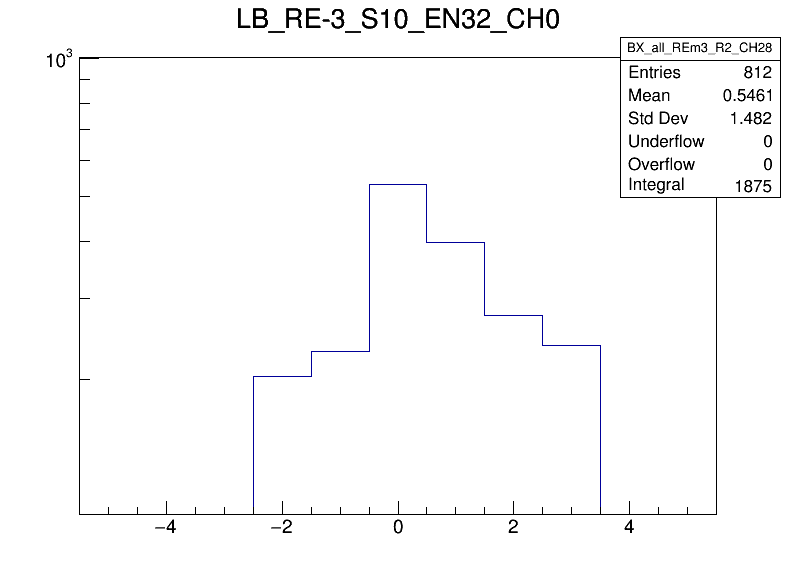 LB_RE-3_S10_EN32_CH0
10³
BX_all_REm3_R2_CH28
Entries 812
Mean 0.5461
Std Dev 1.482
Underflow 0
Overflow 0
Integral 1875
−4 −2 0 2 4